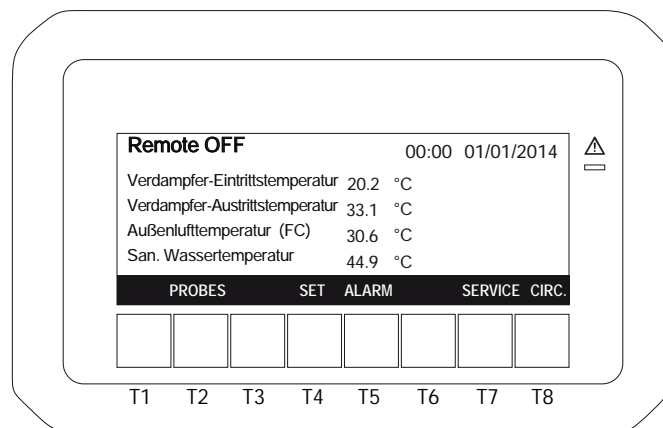 Remote OFF 00:00 01/01/2014
Verdampfer-Eintrittstemperatur 20.2 °C
Verdampfer-Austrittstemperatur 33.1 °C
Außenlufttemperatur (FC) 30.6 °C
San. Wassertemperatur 44.9 °C
PROBES SET ALARM SERVICE CIRC.
T1 T2 T3 T4 T5 T6 T7 T8